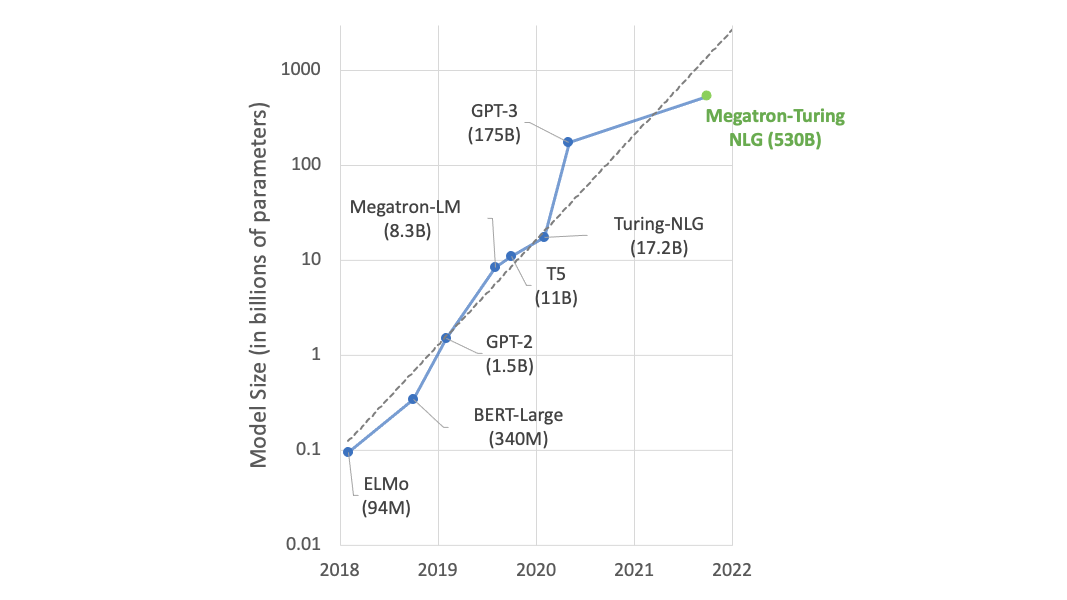 Model Size (in billions of parameters)
1000
100
10
1
0.1
0.01
2018
2019
2020
2021
2022
ELMo
(94M)
BERT-Large
(340M)
GPT-2
(1.5B)
Megatron-LM
(8.3B)
T5
(11B)
Turing-NLG
(17.2B)
GPT-3
(175B)
Megatron-Turing
NLG (530B)